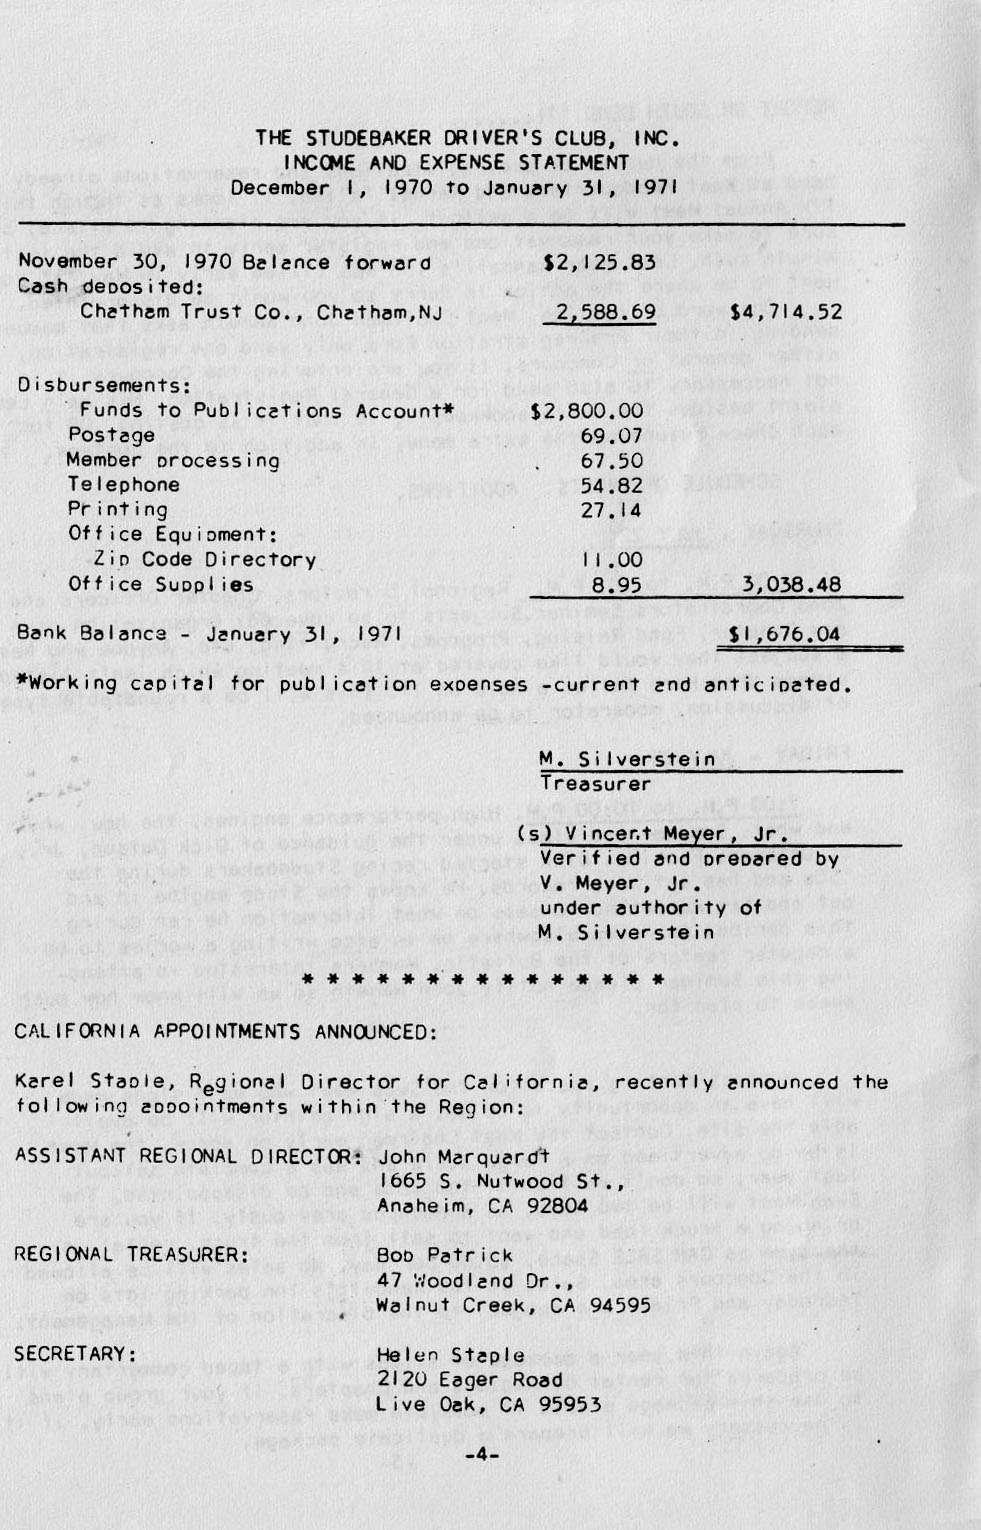 THE STUDEBAKER DRIVER'S CLUB, INC.
INCOME AND EXPENSE STATEMENT
December 1, 1970 to January 31, 1971
November 30, 1970 Balance forward $2,125.83
Cash deposited:
Chatham Trust Co., Chatham,NJ 2,588.69 $4,714.52
Disbursements:
Funds to Publications Account* $2,800.00
Postage 69.07
Member processing 67.50
Telephone 54.82
Printing 27.14
Office Equipment:
Zip Code Directory 11.00
Office Supplies 8.95 3,038.48
Bank Balance - January 31, 1971 $1,676.04
*Working capital for publication expenses -current and anticipated.
M. Silverstein
Treasurer
(s) Vincent Meyer, Jr.
Verified and prepared by
V. Meyer, Jr.
under authority of
M. Silverstein
* * * * * * * * * * * * * * *
CALIFORNIA APPOINTMENTS ANNOUNCED:
Karel Staple, Regional Director for California, recently announced the
following appointments within the Region:
ASSISTANT REGIONAL DIRECTOR: John Marquardt
1665 S. Nutwood St.,
Anaheim, CA 92804
REGIONAL TREASURER: Bob Patrick
47 Woodland Dr.,
Walnut Creek, CA 94595
SECRETARY: Helen Staple
2120 Eager Road
Live Oak, CA 95953
-4-